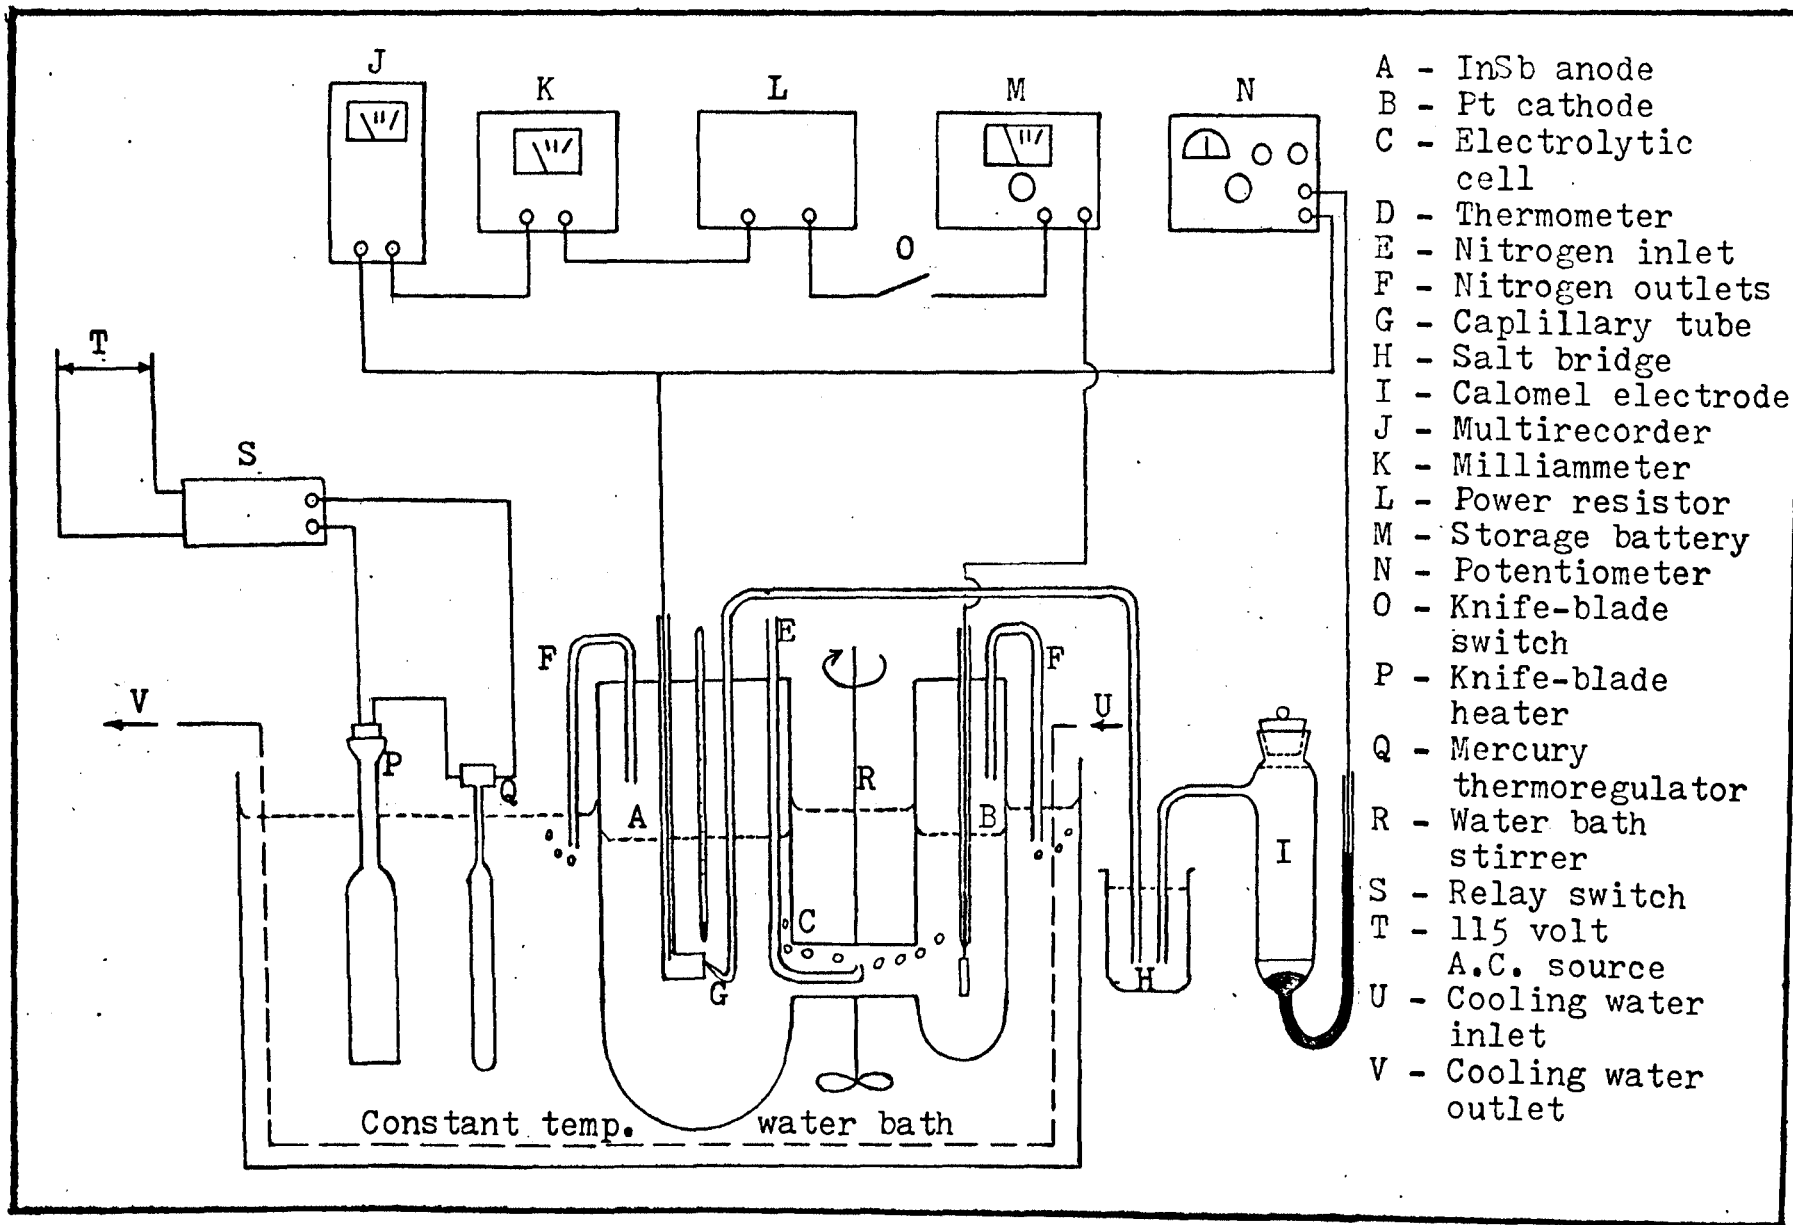 J
K
L
M
N
O
T
S
F
E
F
V
U
P
Q
A
R
B
I
C
G
H
Constant temp. water bath
A - InSb anode
B - Pt cathode
C - Electrolytic
cell
D - Thermometer
E - Nitrogen inlet
F - Nitrogen outlets
G - Caplillary tube
H - Salt bridge
I - Calomel electrode
J - Multirecorder
K - Milliammeter
L - Power resistor
M - Storage battery
N - Potentiometer
O - Knife-blade
switch
P - Knife-blade
heater
Q - Mercury
thermoregulator
R - Water bath
stirrer
S - Relay switch
T - 115 volt
A.C. source
U - Cooling water
inlet
V - Cooling water
outlet